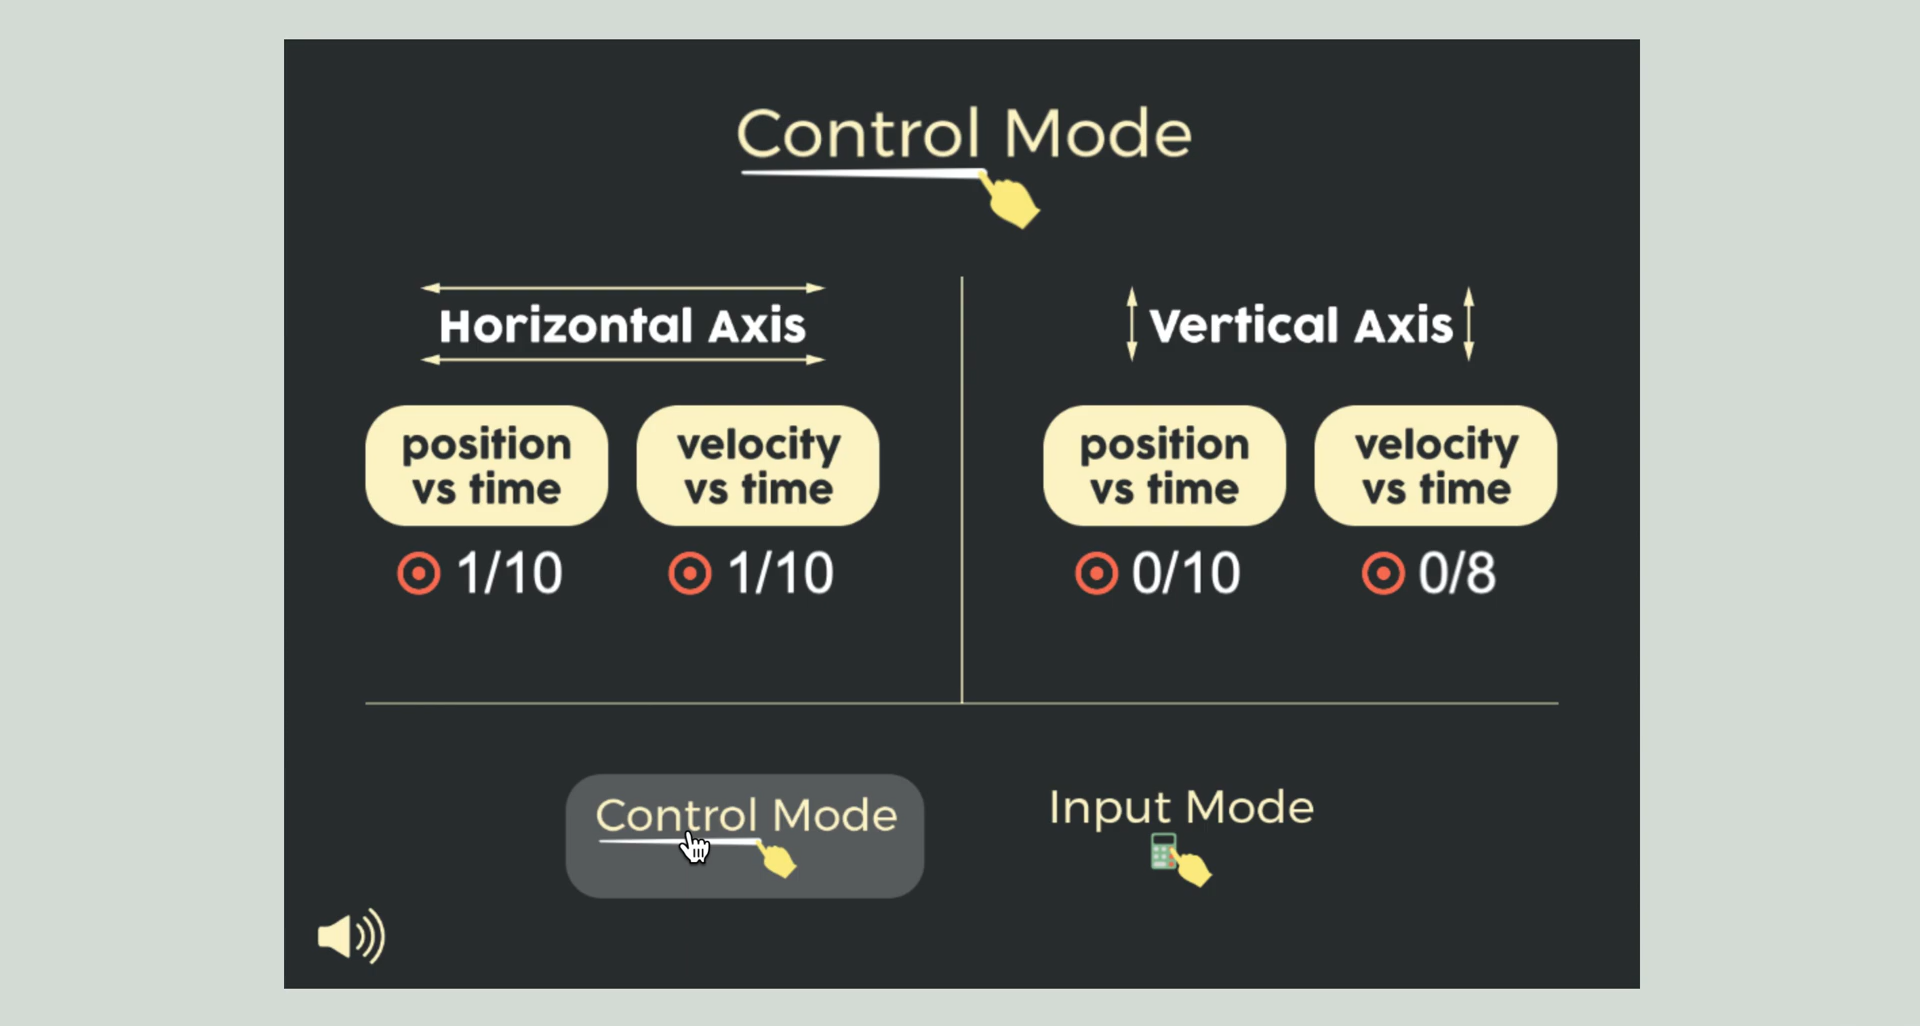 Control Mode
Horizontal Axis
Vertical Axis
position
vs time
velocity
vs time
position
vs time
velocity
vs time
1/10
1/10
0/10
0/8
Control Mode
Input Mode